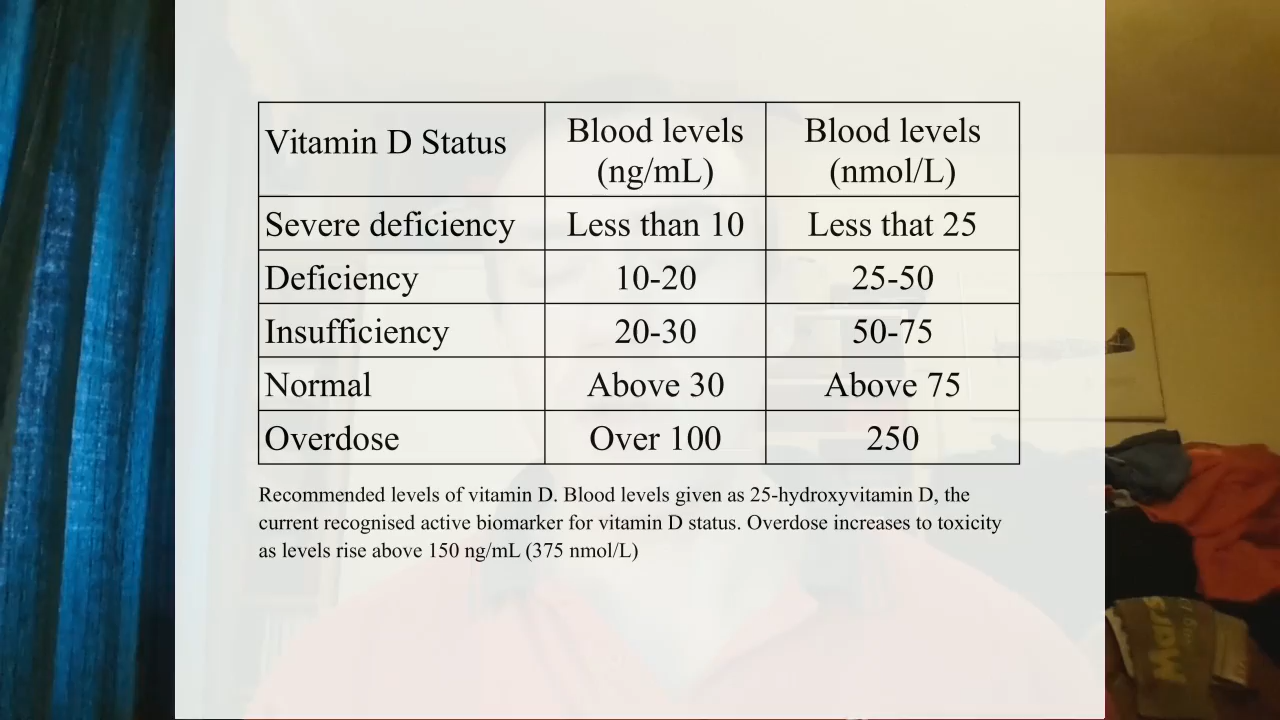 Vitamin D Status
Blood levels
(ng/mL)
Blood levels
(nmol/L)
Severe deficiency
Less than 10
Less that 25
Deficiency
10-20
25-50
Insufficiency
20-30
50-75
Normal
Above 30
Above 75
Overdose
Over 100
250
Recommended levels of vitamin D. Blood levels given as 25-hydroxyvitamin D, the
current recognised active biomarker for vitamin D status. Overdose increases to toxicity
as levels rise above 150 ng/mL (375 nmol/L)
Mars